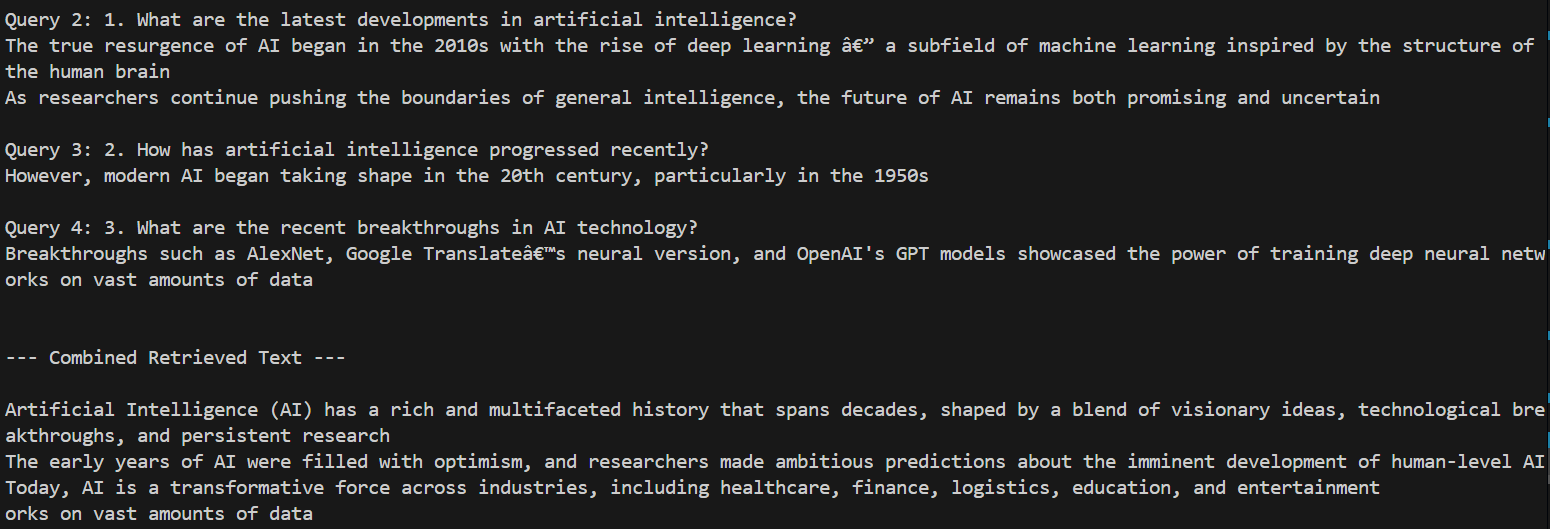 Query 2: 1. What are the latest developments in artificial intelligence?
The true resurgence of AI began in the 2010s with the rise of deep learning â€” a subfield of machine learning inspired by the structure of
the human brain
As researchers continue pushing the boundaries of general intelligence, the future of AI remains both promising and uncertain
Query 3: 2. How has artificial intelligence progressed recently?
However, modern AI began taking shape in the 20th century, particularly in the 1950s
Query 4: 3. What are the recent breakthroughs in AI technology?
Breakthroughs such as AlexNet, Google Translateâ€™s neural version, and OpenAI's GPT models showcased the power of training deep neural netw
orks on vast amounts of data
--- Combined Retrieved Text ---
Artificial Intelligence (AI) has a rich and multifaceted history that spans decades, shaped by a blend of visionary ideas, technological bre
akthroughs, and persistent research
The early years of AI were filled with optimism, and researchers made ambitious predictions about the imminent development of human-level AI
Today, AI is a transformative force across industries, including healthcare, finance, logistics, education, and entertainment
orks on vast amounts of data